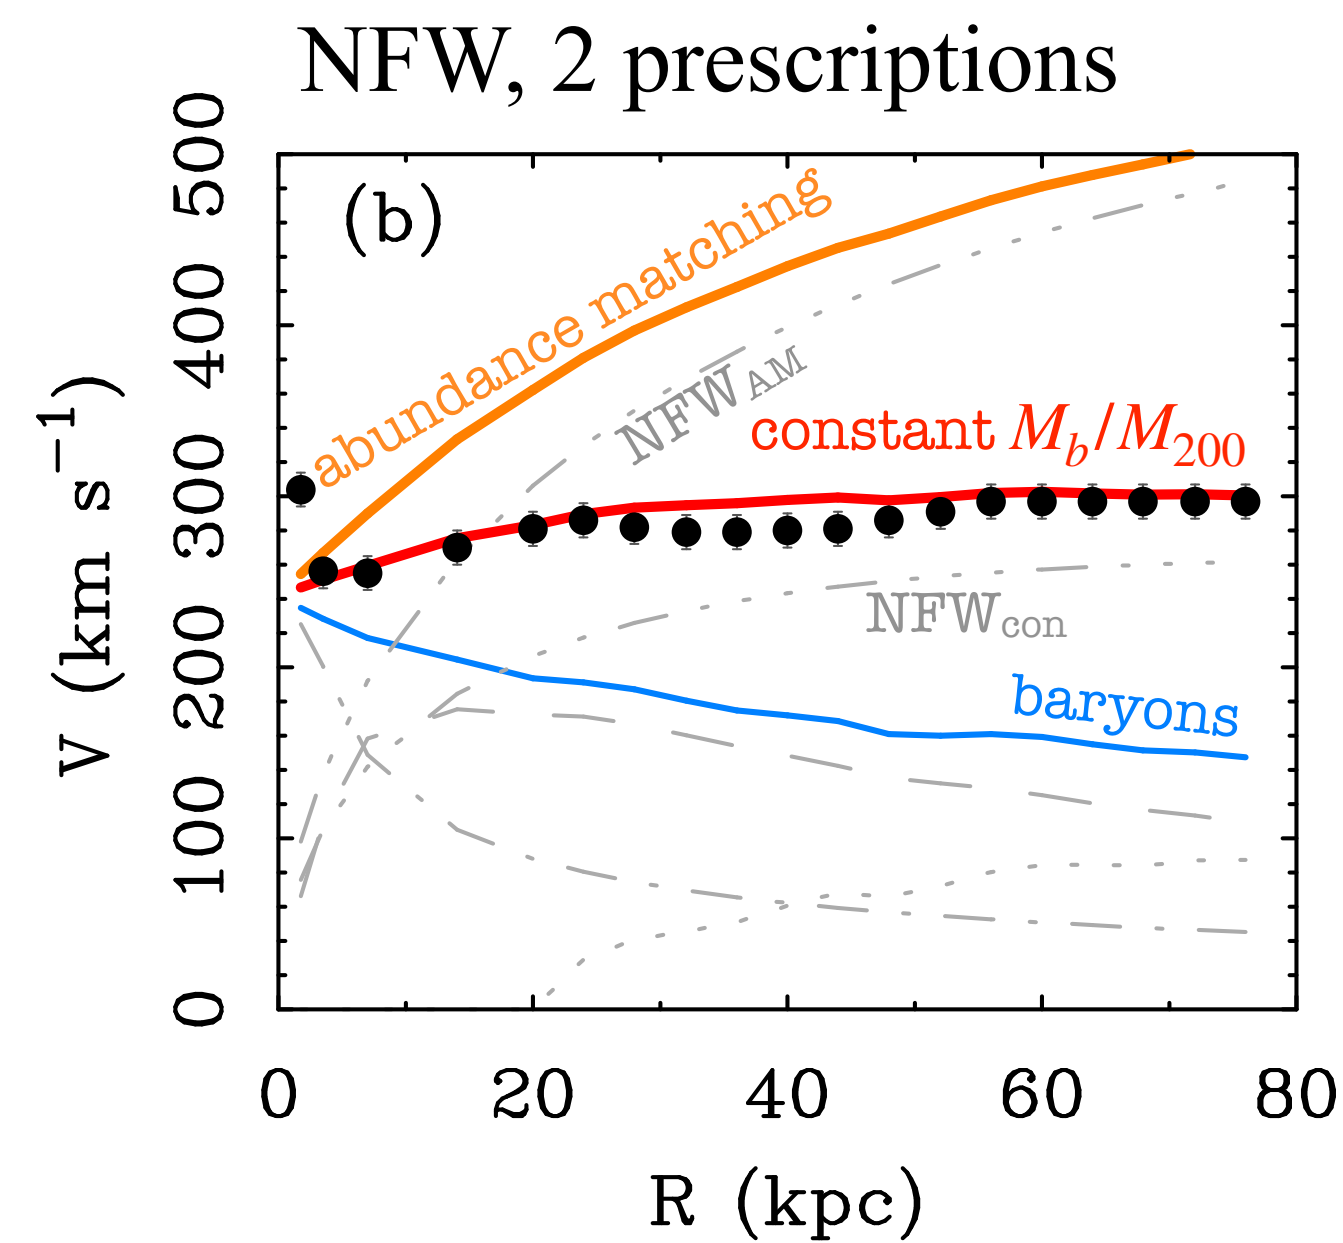 NFW, 2 prescriptions
(b)
500
400
300
200
100
0
V (km s⁻¹)
abundance matching
NFW_AM
constant M_b/M_200
NFW_con
baryons
0 20 40 60 80
R (kpc)